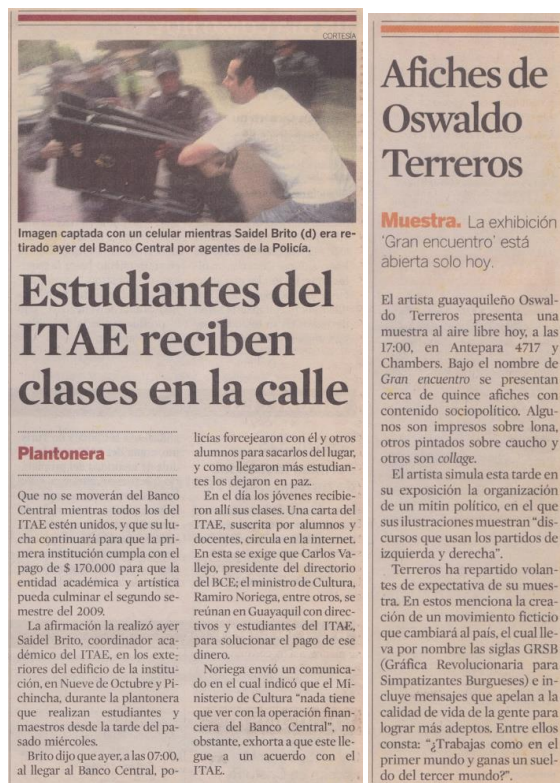 CORTESÍA
Imagen captada con un celular mientras Saidel Brito (d) era re-
tirado ayer del Banco Central por agentes de la Policía.
Estudiantes del
ITAE reciben
clases en la calle
Plantonera
Que no se moverán del Banco
Central mientras todos los del
ITAE estén unidos, y que su lu-
cha continuará para que la pri-
mera institución cumpla con el
pago de $ 170.000 para que la
entidad académica y artística
pueda culminar el segundo se-
mestre del 2009.
La afirmación la realizó ayer
Saidel Brito, coordinador aca-
démico del ITAE, en los exte-
riores del edificio de la institu-
ción, en Nueve de Octubre y Pi-
chincha, durante la plantonera
que realizan estudiantes y
maestros desde la tarde del pa-
sado miércoles.
Brito dijo que ayer, a las 07:00,
al llegar al Banco Central, po-
licías forcejearon con él y otros
alumnos para sacarlos del lugar,
y como llegaron más estudian-
tes los dejaron en paz.
En el día los jóvenes recibie-
ron allí sus clases. Una carta del
ITAE, suscrita por alumnos y
docentes, circula en la internet.
En esta se exige que Carlos Va-
llejo, presidente del directorio
del BCE; el ministro de Cultura,
Ramiro Noriega, entre otros, se
reúnan en Guayaquil con direc-
tivos y estudiantes del ITAE,
para solucionar el pago de ese
dinero.
Noriega envió un comunica-
do en el cual indicó que el Mi-
nisterio de Cultura "nada tiene
que ver con la operación finan-
ciera del Banco Central", no
obstante, exhorta a que este lle-
gue a un acuerdo con el
ITAE.
Afiches de
Oswaldo
Terreros
Muestra. La exhibición
'Gran encuentro' está
abierta solo hoy.
El artista guayaquileño Oswal-
do Terreros presenta una
muestra al aire libre hoy, a las
17:00, en Antepara 4717 y
Chambers. Bajo el nombre de
Gran encuentro se presentan
cerca de quince afiches con
contenido sociopolítico. Algu-
nos son impresos sobre lona,
otros pintados sobre caucho y
otros son collage.
El artista simula esta tarde en
su exposición la organización
de un mitin político, en el que
sus ilustraciones muestran "dis-
cursos que usan los partidos de
izquierda y derecha".
Terreros ha repartido volan-
tes de expectativa de su mues-
tra. En estos menciona la crea-
ción de un movimiento ficticio
que cambiará al país, el cual lle-
va por nombre las siglas GRSB
(Gráfica Revolucionaria para
Simpatizantes Burgueses) e in-
cluye mensajes que apelan a la
calidad de vida de la gente para
lograr más adeptos. Entre ellos
consta: "¿Trabajas como en el
primer mundo y ganas un suel-
do del tercer mundo?".